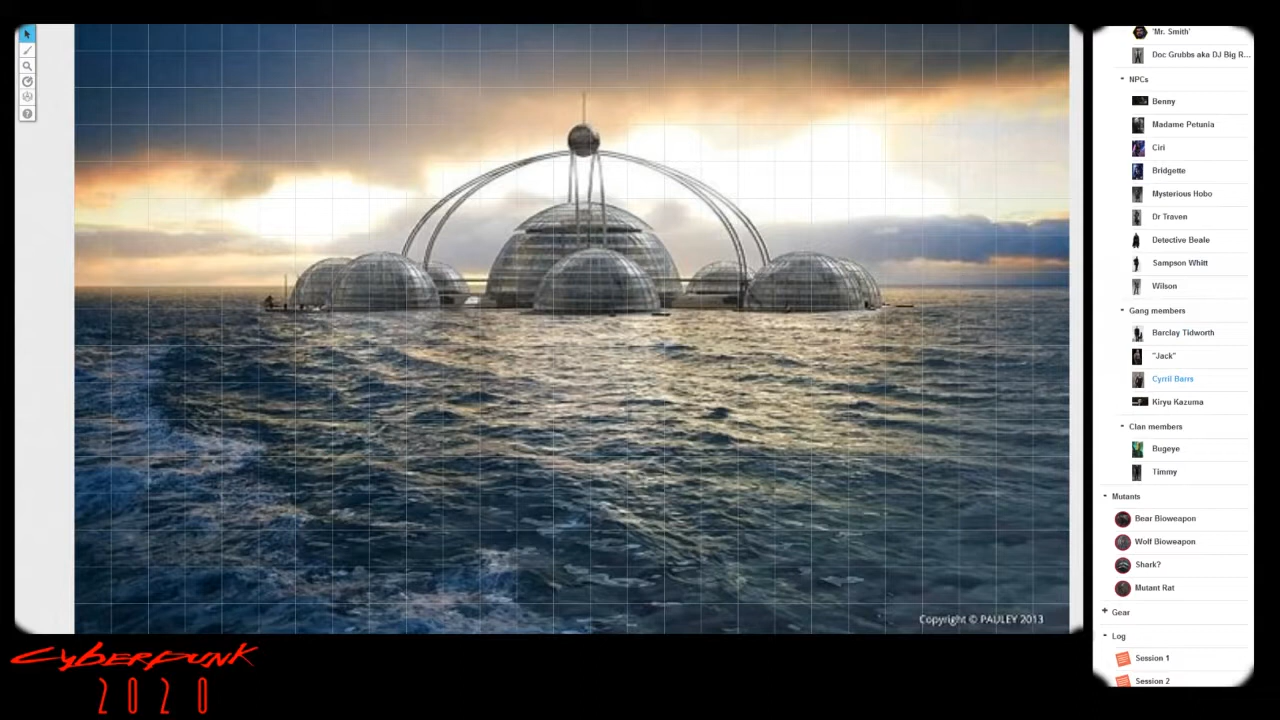 'Mr. Smith'
Doc Grubbs aka DJ Big R...
NPCs
Benny
Madame Petunia
Ciri
Bridgette
Mysterious Hobo
Dr Traven
Detective Beale
Sampson Whitt
Wilson
Gang members
Barclay Tidworth
"Jack"
Cyrril Barrs
Kiryu Kazuma
Clan members
Bugeye
Timmy
Mutants
Bear Bioweapon
Wolf Bioweapon
Shark?
Mutant Rat
Gear
Log
Session 1
Session 2
Copyright © PAULEY 2013
CYBERPUNK
2020